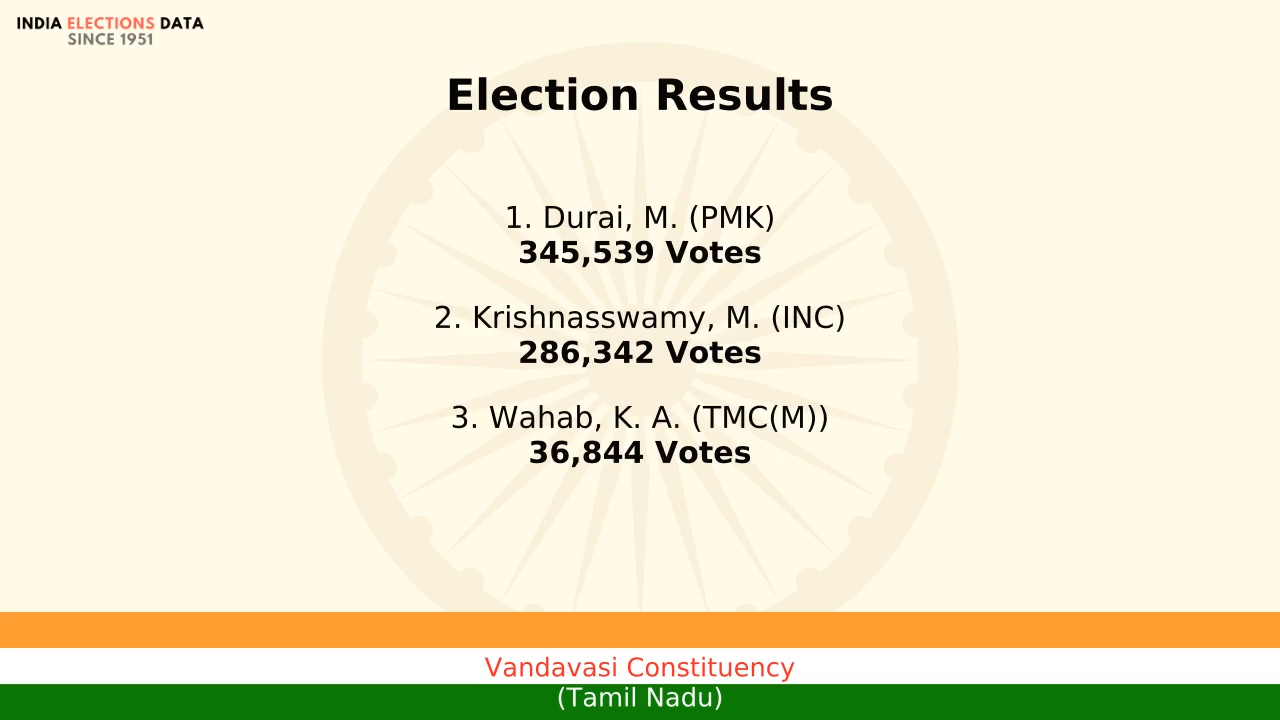 INDIA ELECTIONS DATA
SINCE 1951
Election Results
1. Durai, M. (PMK)
345,539 Votes
2. Krishnasswamy, M. (INC)
286,342 Votes
3. Wahab, K. A. (TMC(M))
36,844 Votes
Vandavasi Constituency
(Tamil Nadu)